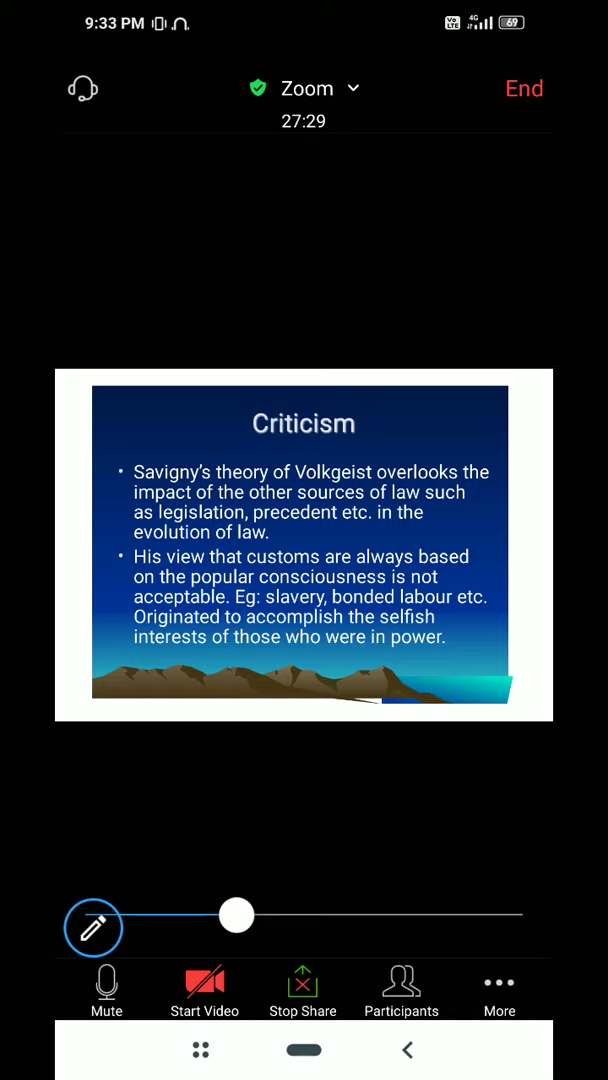 9:33 PM
Vo LTE 4G 69
Zoom
End
27:29
Criticism
• Savigny's theory of Volkgeist overlooks the
impact of the other sources of law such
as legislation, precedent etc. in the
evolution of law.
• His view that customs are always based
on the popular consciousness is not
acceptable. Eg: slavery, bonded labour etc.
Originated to accomplish the selfish
interests of those who were in power.
Mute
Start Video
Stop Share
Participants
More